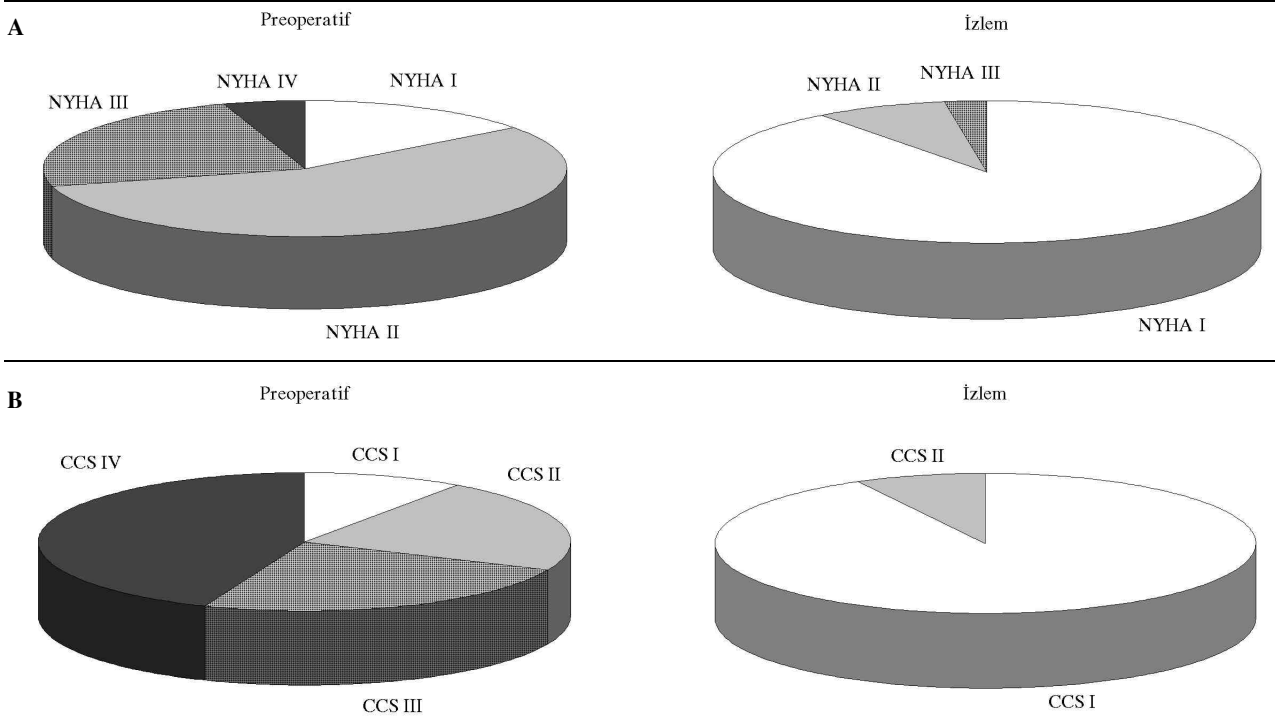 A
Preoperatif
İzlem
NYHA IV
NYHA I
NYHA III
NYHA II
NYHA II
NYHA III
NYHA I
B
Preoperatif
İzlem
CCS IV
CCS I
CCS II
CCS III
CCS II
CCS I